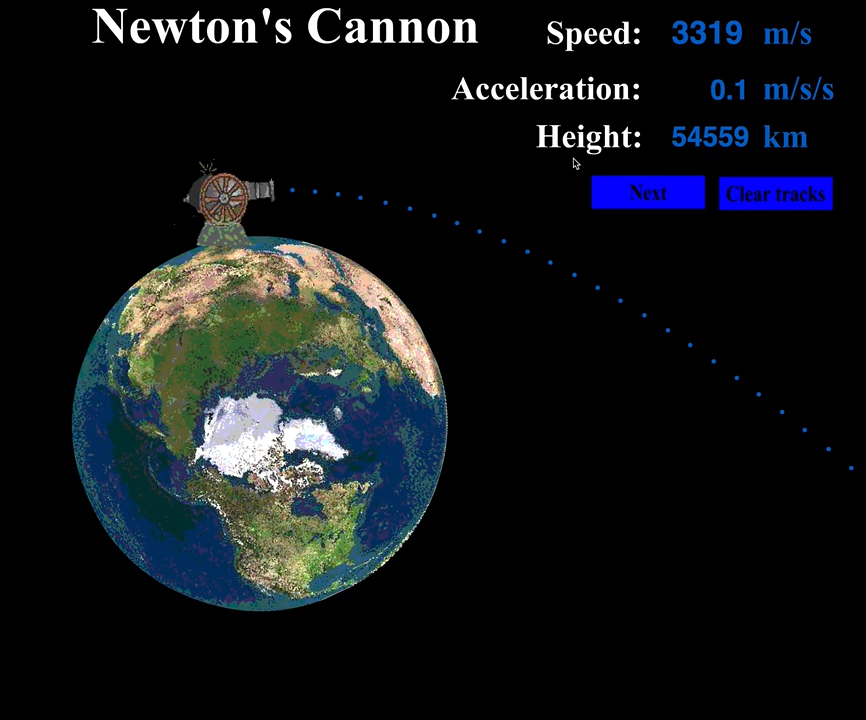 Newton's Cannon
Speed: 3319 m/s
Acceleration: 0.1 m/s/s
Height: 54559 km
Next Clear tracks